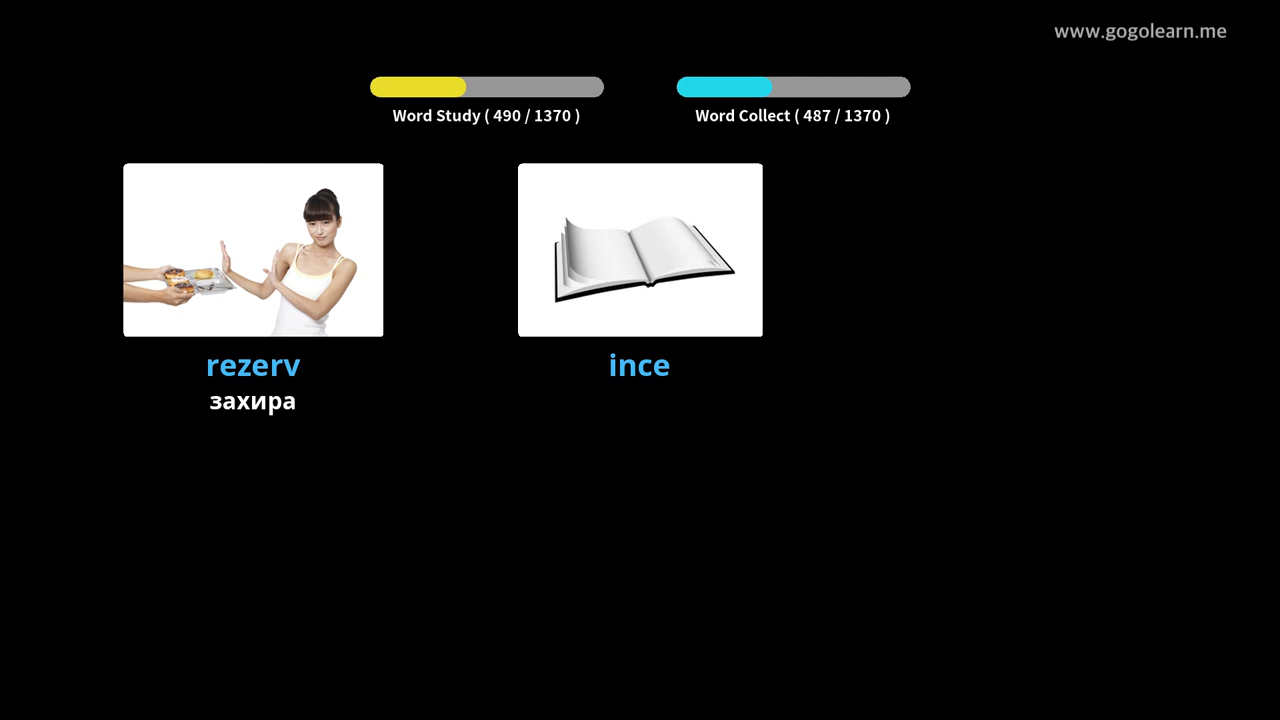 www.gogolearn.me
Word Study ( 490 / 1370 )
Word Collect ( 487 / 1370 )
rezerv
захира
ince